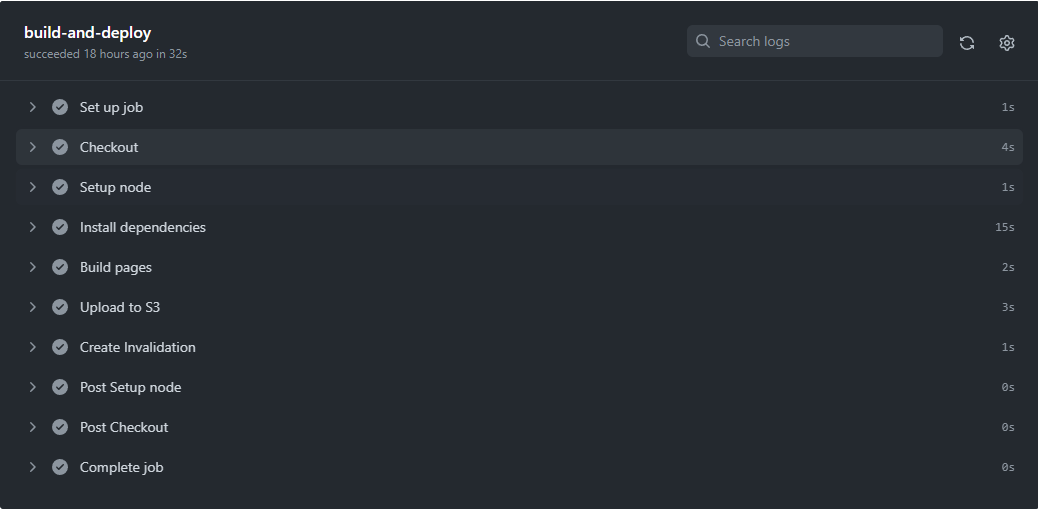 build-and-deploy
succeeded 18 hours ago in 32s
Search logs
Set up job 1s
Checkout 4s
Setup node 1s
Install dependencies 15s
Build pages 2s
Upload to S3 3s
Create Invalidation 1s
Post Setup node 0s
Post Checkout 0s
Complete job 0s